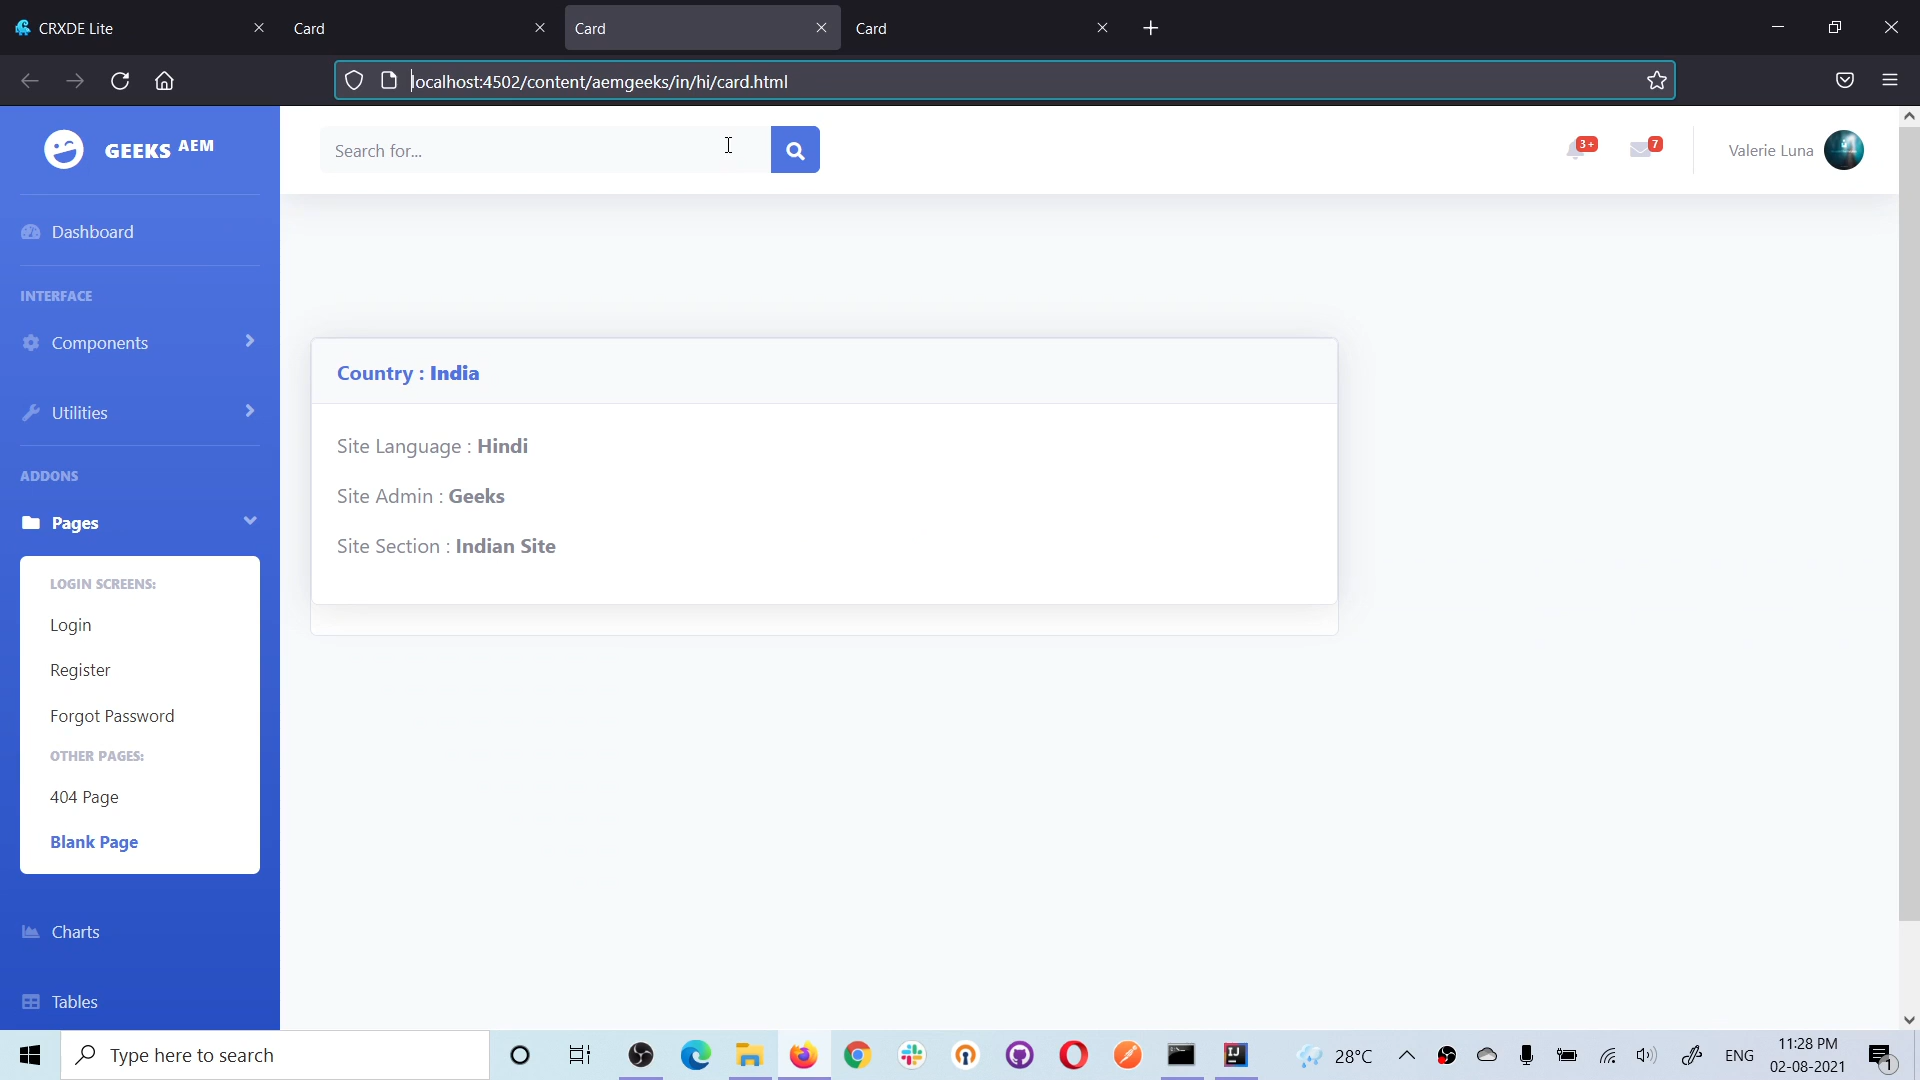 CRXDE Lite
Card
Card
Card
localhost:4502/content/aemgeeks/in/hi/card.html
GEEKS AEM
Search for...
3+
7
Valerie Luna
Dashboard
INTERFACE
Components
Utilities
ADDONS
Pages
LOGIN SCREENS:
Login
Register
Forgot Password
OTHER PAGES:
404 Page
Blank Page
Charts
Tables
Country : India
Site Language : Hindi
Site Admin : Geeks
Site Section : Indian Site
Type here to search
28°C
ENG
11:28 PM
02-08-2021
1